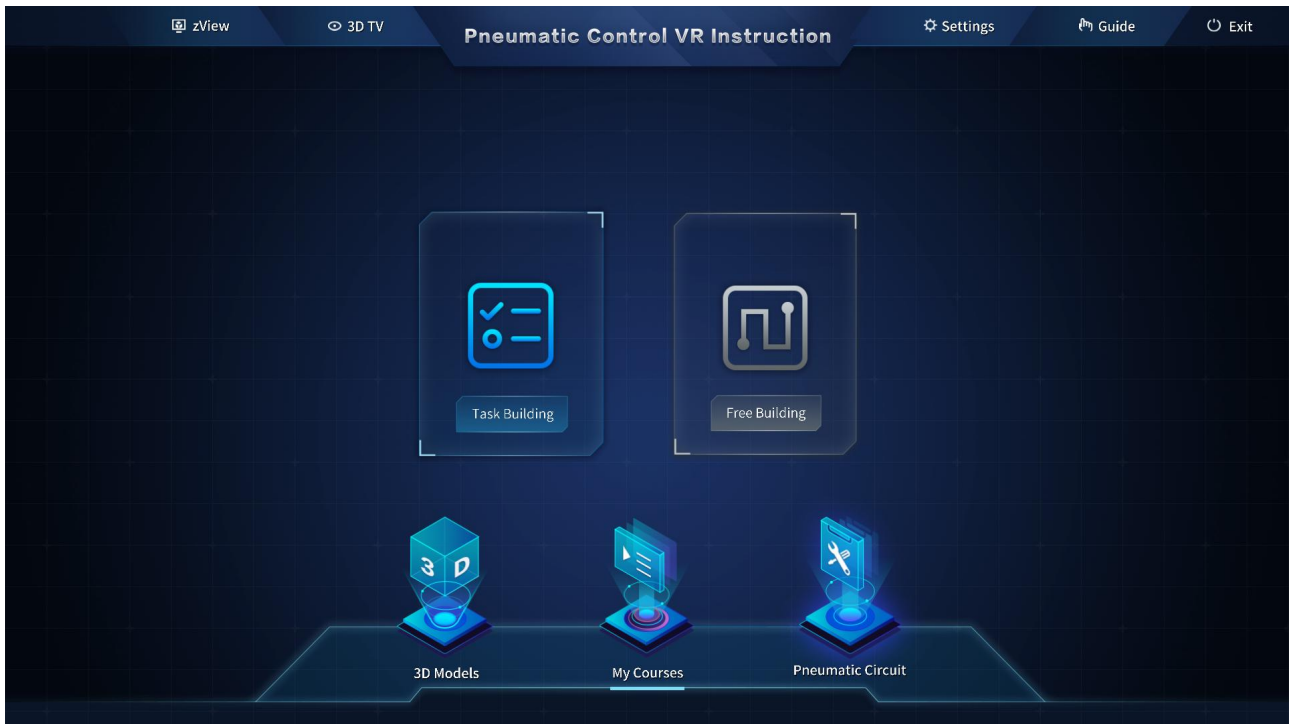 zView
3D TV
Pneumatic Control VR Instruction
Settings
Guide
Exit
Task Building
Free Building
3 D
3D Models
My Courses
Pneumatic Circuit